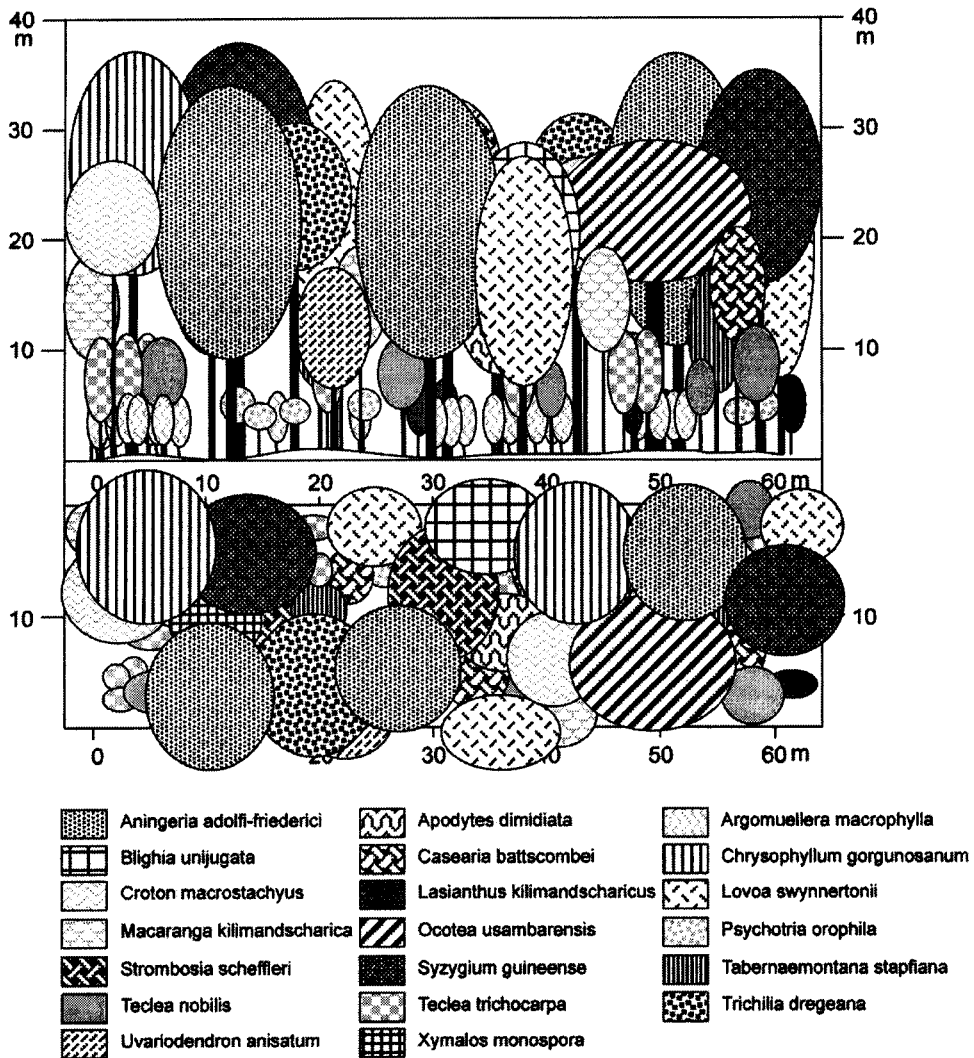 40 40
m m
30 30
20 20
10 10
0 10 20 30 40 50 60 m
10 10
0 20 30 40 50 60 m
Aningeria adolfi-friederici Apodytes dimidiata Argomuellera macrophylla
Blighia unijugata Casearia battscombei Chrysophyllum gorgunosanum
Croton macrostachyus Lasianthus kilimandscharicus Lovoa swynnertonii
Macaranga kilimandscharica Ocotea usambarensis Psychotria orophila
Strombosia scheffleri Syzygium guineense Tabernaemontana stapfiana
Teclea nobilis Teclea trichocarpa Trichilia dregeana
Uvariodendron anisatum Xymalos monospora